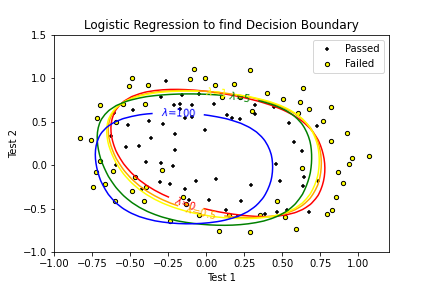 Logistic Regression to find Decision Boundary
1.5
1.0
0.5
0.0
−0.5
−1.0
Test 2
Passed
Failed
λ=100
−1.00 −0.75 −0.50 −0.25 0.00 0.25 0.50 0.75 1.00
Test 1